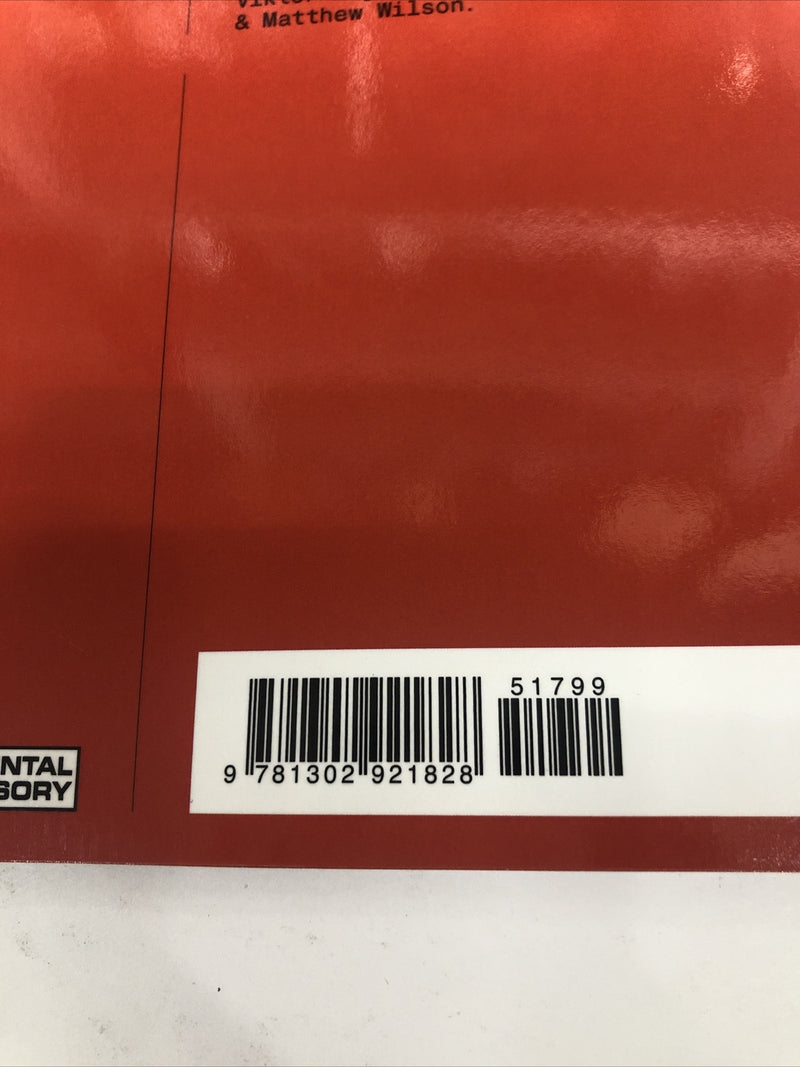 & Matthew Wilson.
NTAL
SORY
51799
9 781302 921828